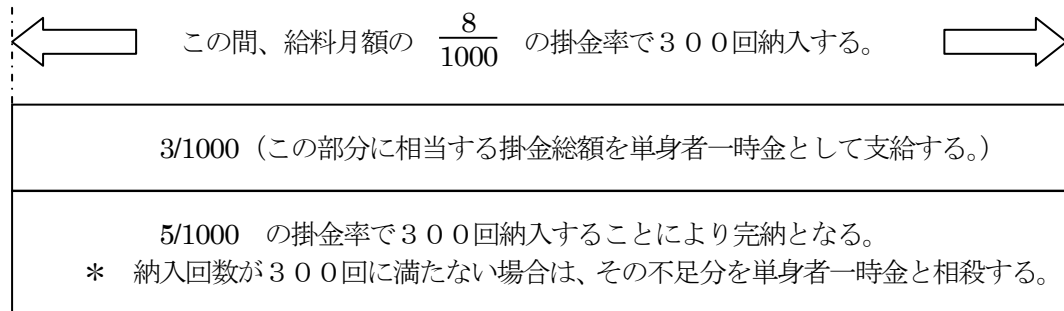 この間、給料月額の 8/1000 の掛金率で３００回納入する。
3/1000（この部分に相当する掛金総額を単身者一時金として支給する。）
5/1000　の掛金率で３００回納入することにより完納となる。
＊　納入回数が３００回に満たない場合は、その不足分を単身者一時金と相殺する。